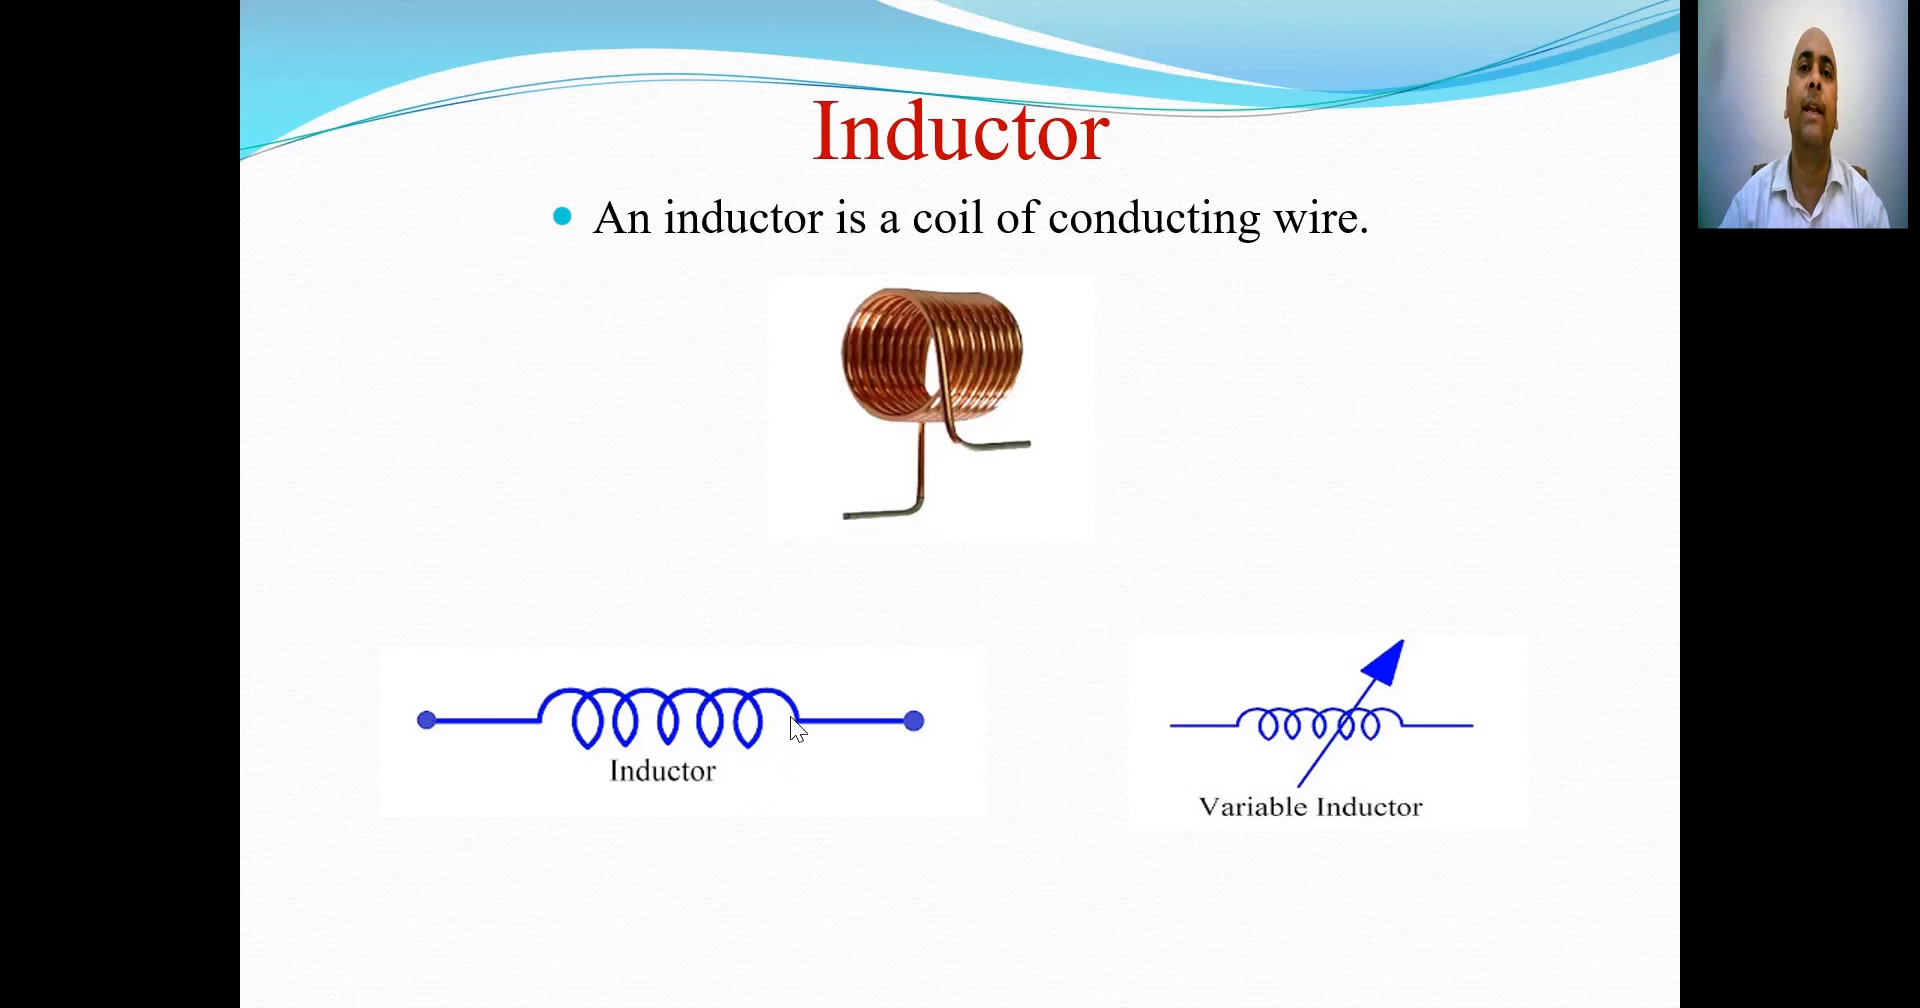 Inductor
An inductor is a coil of conducting wire.
Inductor
Variable Inductor